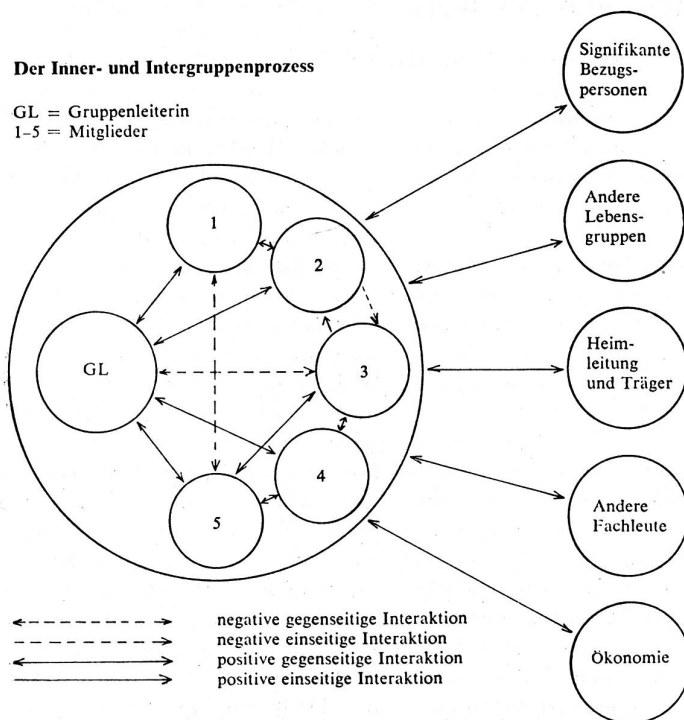 Der Inner- und Intergruppenprozess
GL = Gruppenleiterin
1–5 = Mitglieder
1
2
3
4
5
GL
Signifikante
Bezugs-
personen
Andere
Lebens-
gruppen
Heim-
leitung
und Träger
Andere
Fachleute
Ökonomie
negative gegenseitige Interaktion
negative einseitige Interaktion
positive gegenseitige Interaktion
positive einseitige Interaktion